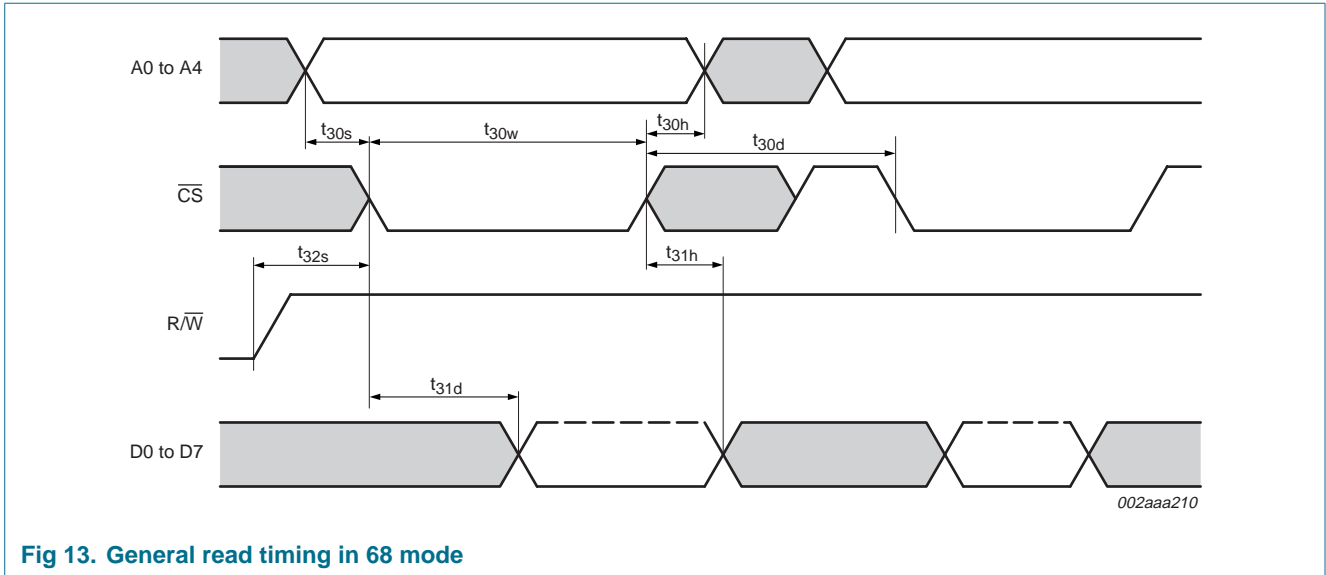 A0 to A4
t30s
t30w
t30h
t30d
CS
t32s
t31h
R/W
t31d
D0 to D7
002aaa210
Fig 13. General read timing in 68 mode